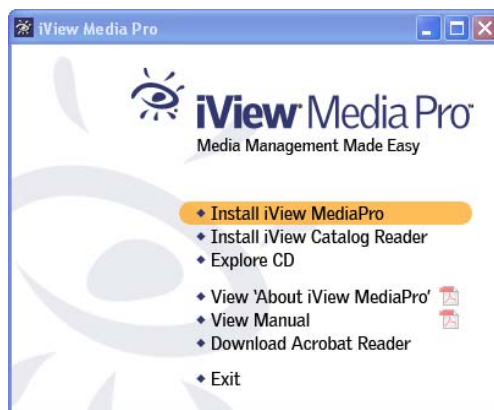 iView Media Pro
iView Media Pro
Media Management Made Easy
Install iView MediaPro
Install iView Catalog Reader
Explore CD
View 'About iView MediaPro'
View Manual
Download Acrobat Reader
Exit